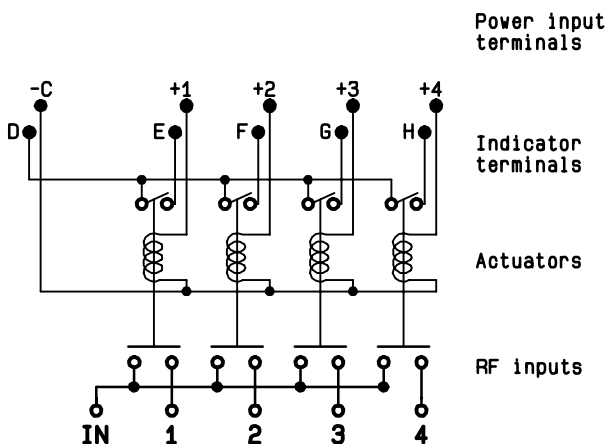 Power input
terminals
-C +1 +2 +3 +4
D E F G H
Indicator
terminals
Actuators
RF inputs
IN 1 2 3 4